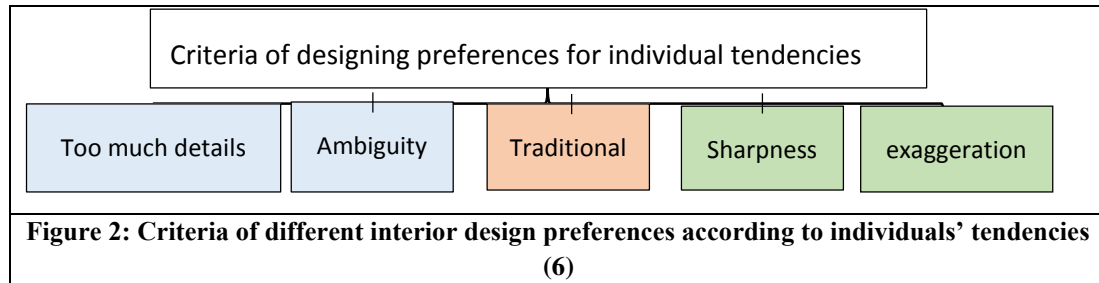 Criteria of designing preferences for individual tendencies
Too much details
Ambiguity
Traditional
Sharpness
exaggeration
Figure 2: Criteria of different interior design preferences according to individuals’ tendencies
(6)